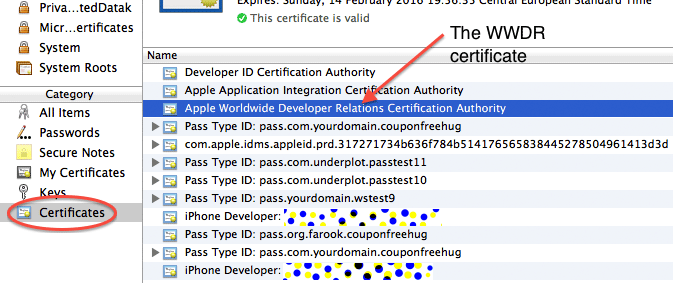 Priva...tedDatak
Micr...ertificates
System
System Roots
Category
All Items
Passwords
Secure Notes
My Certificates
Keys
Certificates
Expires: Sunday, 14 February 2016 19:56:35 Central European Standard Time
This certificate is valid
The WWDR
certificate
Name
Developer ID Certification Authority
Apple Application Integration Certification Authority
Apple Worldwide Developer Relations Certification Authority
Pass Type ID: pass.com.yourdomain.couponfreehug
com.apple.idms.appleid.prd.317271734b636f784b51417656583844527850496​1413d3d
Pass Type ID: pass.com.underplot.passtest11
Pass Type ID: pass.com.underplot.passtest10
Pass Type ID: pass.yourdomain.wstest9
iPhone Developer:
Pass Type ID: pass.org.farook.couponfreehug
Pass Type ID: pass.com.yourdomain.couponfreehug
iPhone Developer: